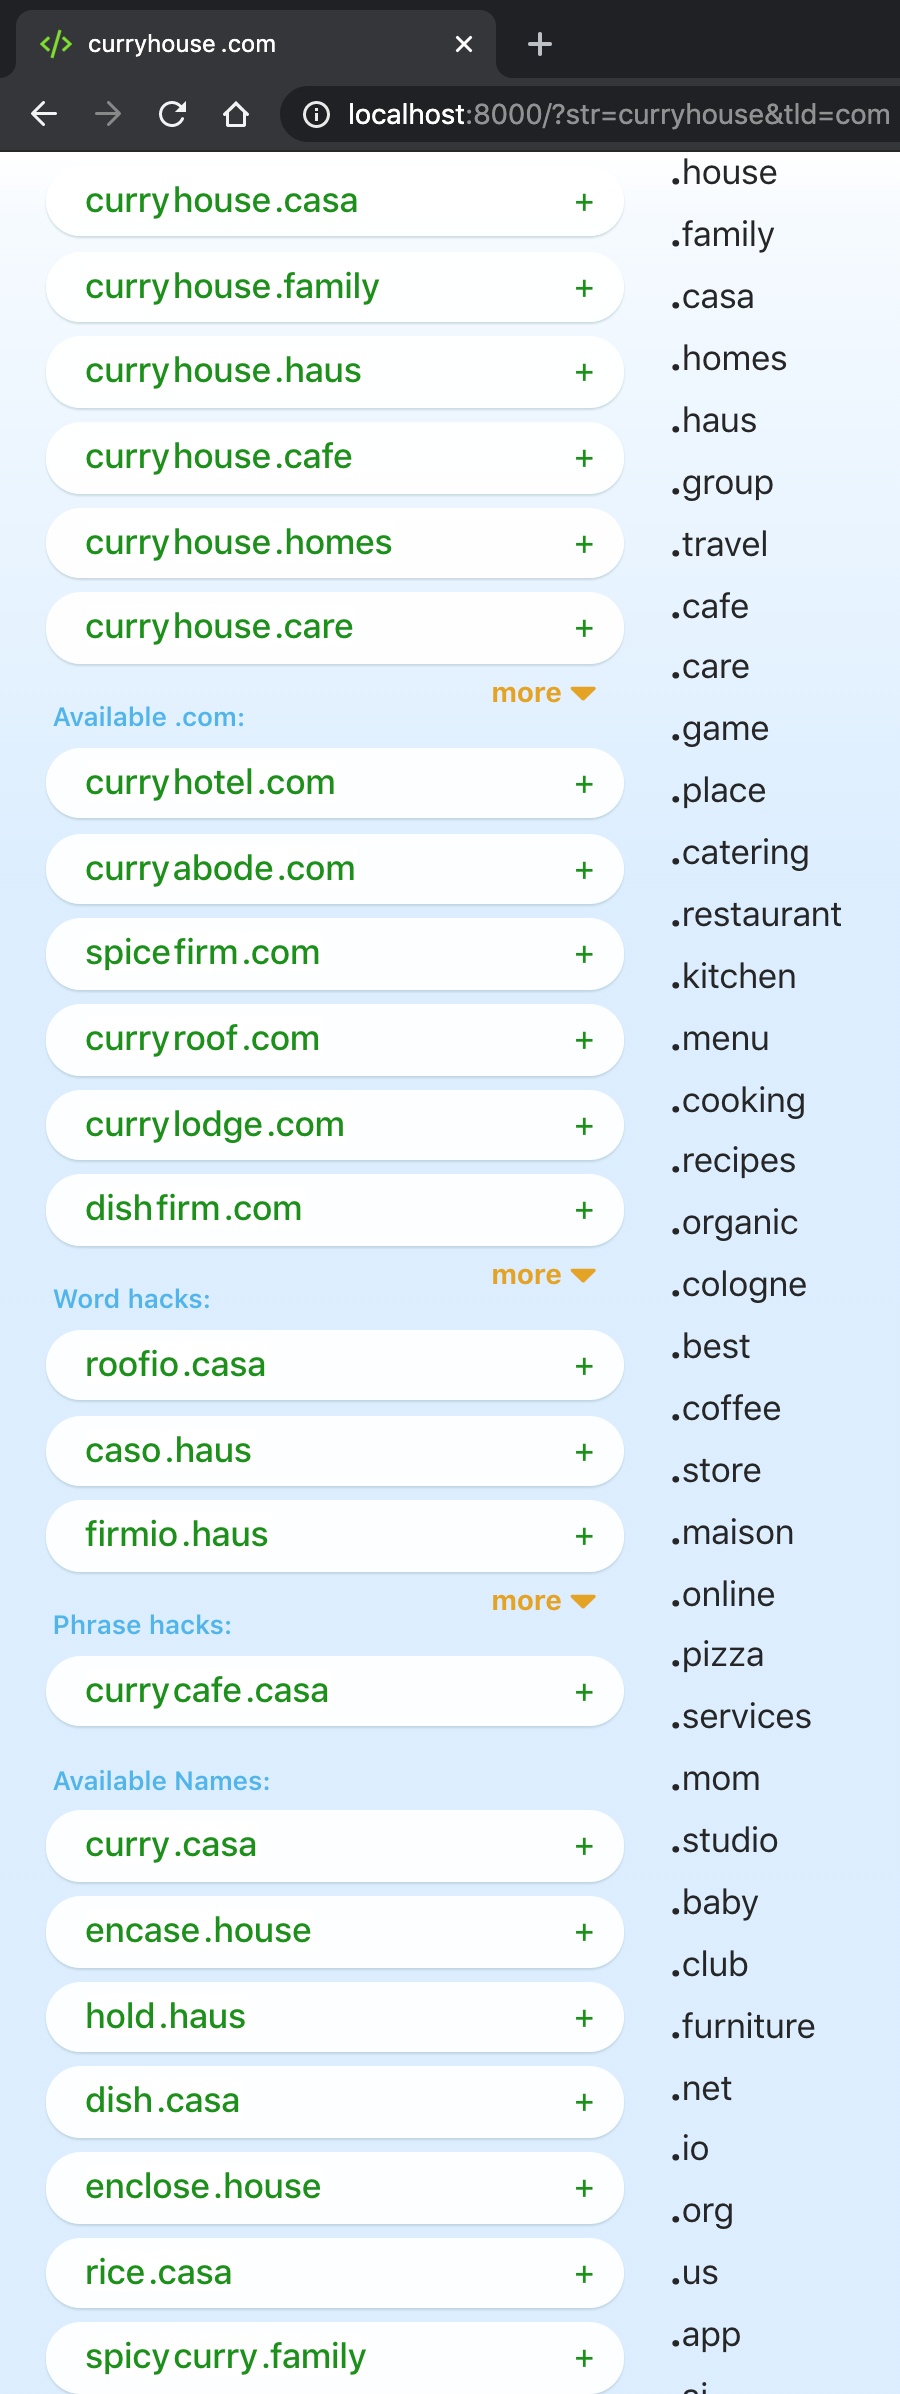 curryhouse.com
localhost:8000/?str=curryhouse&tld=com
curryhouse.casa +
curryhouse.family +
curryhouse.haus +
curryhouse.cafe +
curryhouse.homes +
curryhouse.care +
more
Available .com:
curryhotel.com +
curryabode.com +
spicefirm.com +
curryroof.com +
currylodge.com +
dishfirm.com +
more
Word hacks:
roofio.casa +
caso.haus +
firmio.haus +
more
Phrase hacks:
currycafe.casa +
Available Names:
curry.casa +
encase.house +
hold.haus +
dish.casa +
enclose.house +
rice.casa +
spicycurry.family +
.house
.family
.casa
.homes
.haus
.group
.travel
.cafe
.care
.game
.place
.catering
.restaurant
.kitchen
.menu
.cooking
.recipes
.organic
.cologne
.best
.coffee
.store
.maison
.online
.pizza
.services
.mom
.studio
.baby
.club
.furniture
.net
.io
.org
.us
.app